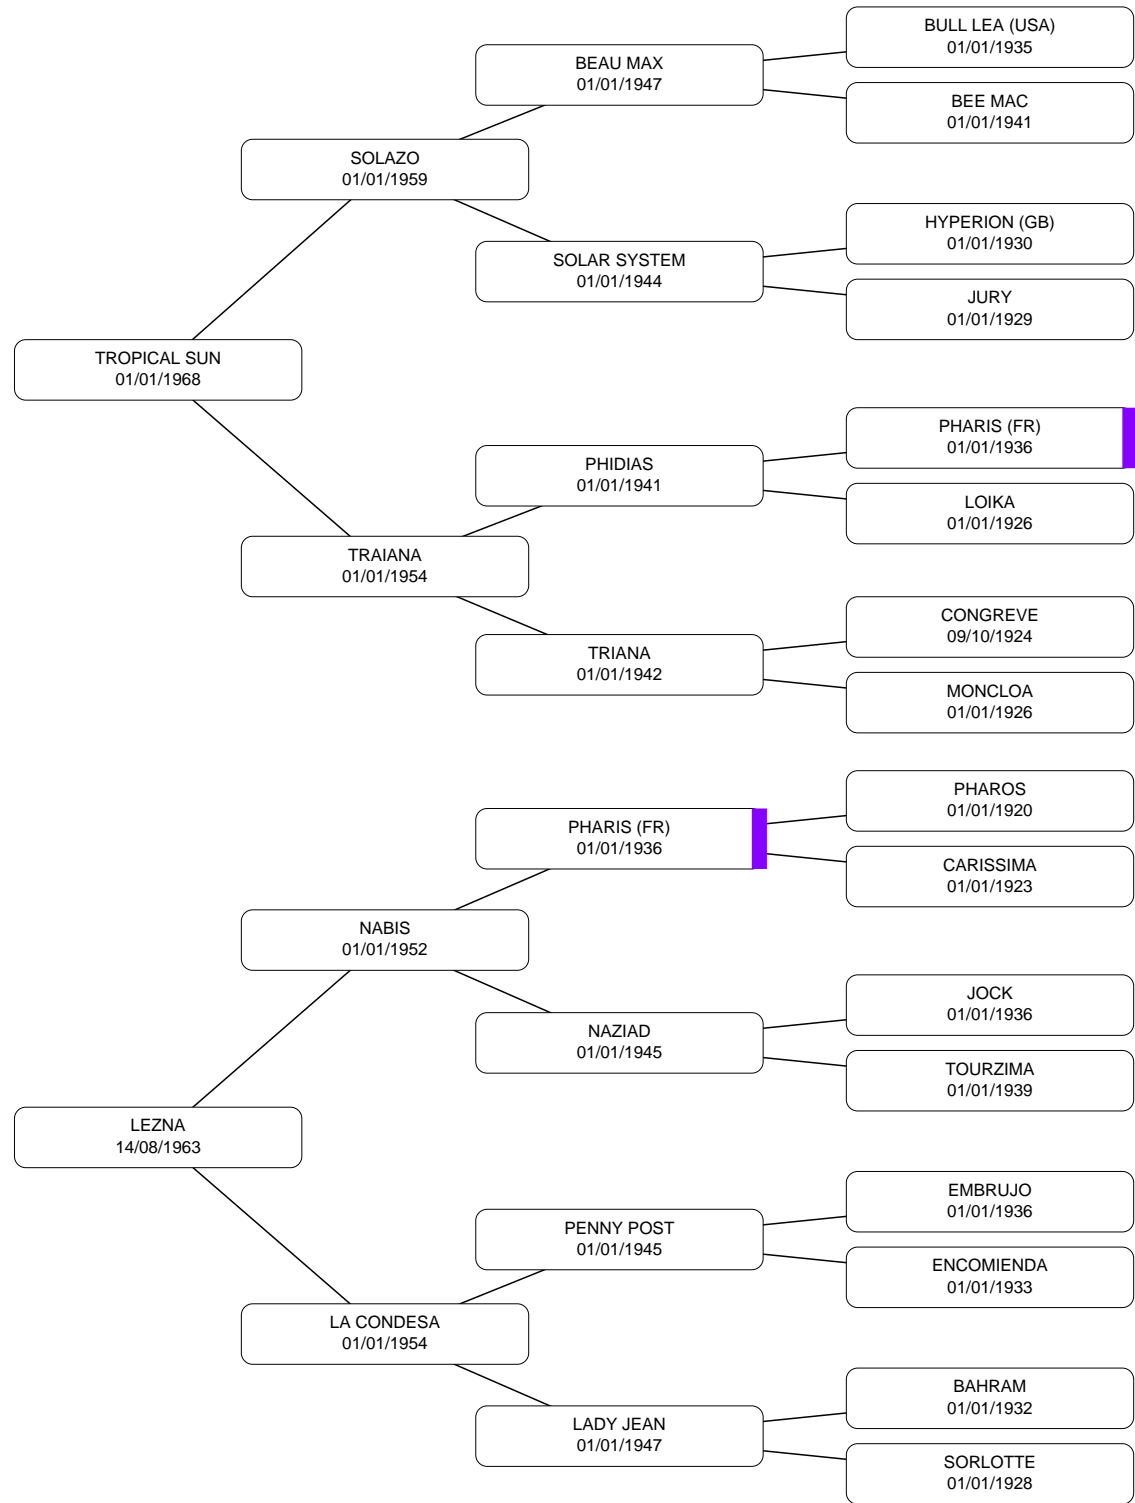 BULL LEA (USA)
01/01/1935
BEAU MAX
01/01/1947
BEE MAC
01/01/1941
SOLAZO
01/01/1959
HYPERION (GB)
01/01/1930
SOLAR SYSTEM
01/01/1944
JURY
01/01/1929
TROPICAL SUN
01/01/1968
PHARIS (FR)
01/01/1936
PHIDIAS
01/01/1941
LOIKA
01/01/1926
TRAIANA
01/01/1954
CONGREVE
09/10/1924
TRIANA
01/01/1942
MONCLOA
01/01/1926
PHAROS
01/01/1920
PHARIS (FR)
01/01/1936
CARISSIMA
01/01/1923
NABIS
01/01/1952
JOCK
01/01/1936
NAZIAD
01/01/1945
TOURZIMA
01/01/1939
LEZNA
14/08/1963
EMBRUJO
01/01/1936
PENNY POST
01/01/1945
ENCOMIENDA
01/01/1933
LA CONDESA
01/01/1954
BAHRAM
01/01/1932
LADY JEAN
01/01/1947
SORLOTTE
01/01/1928